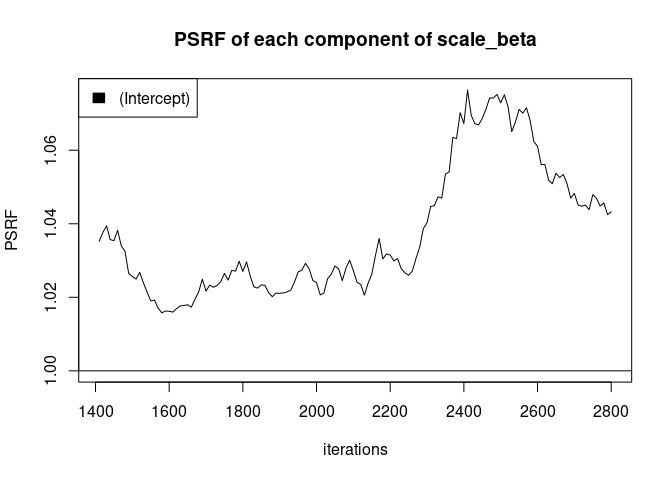 PSRF of each component of scale_beta
(Intercept)
PSRF
1.06
1.04
1.02
1.00
1400 1600 1800 2000 2200 2400 2600 2800
iterations